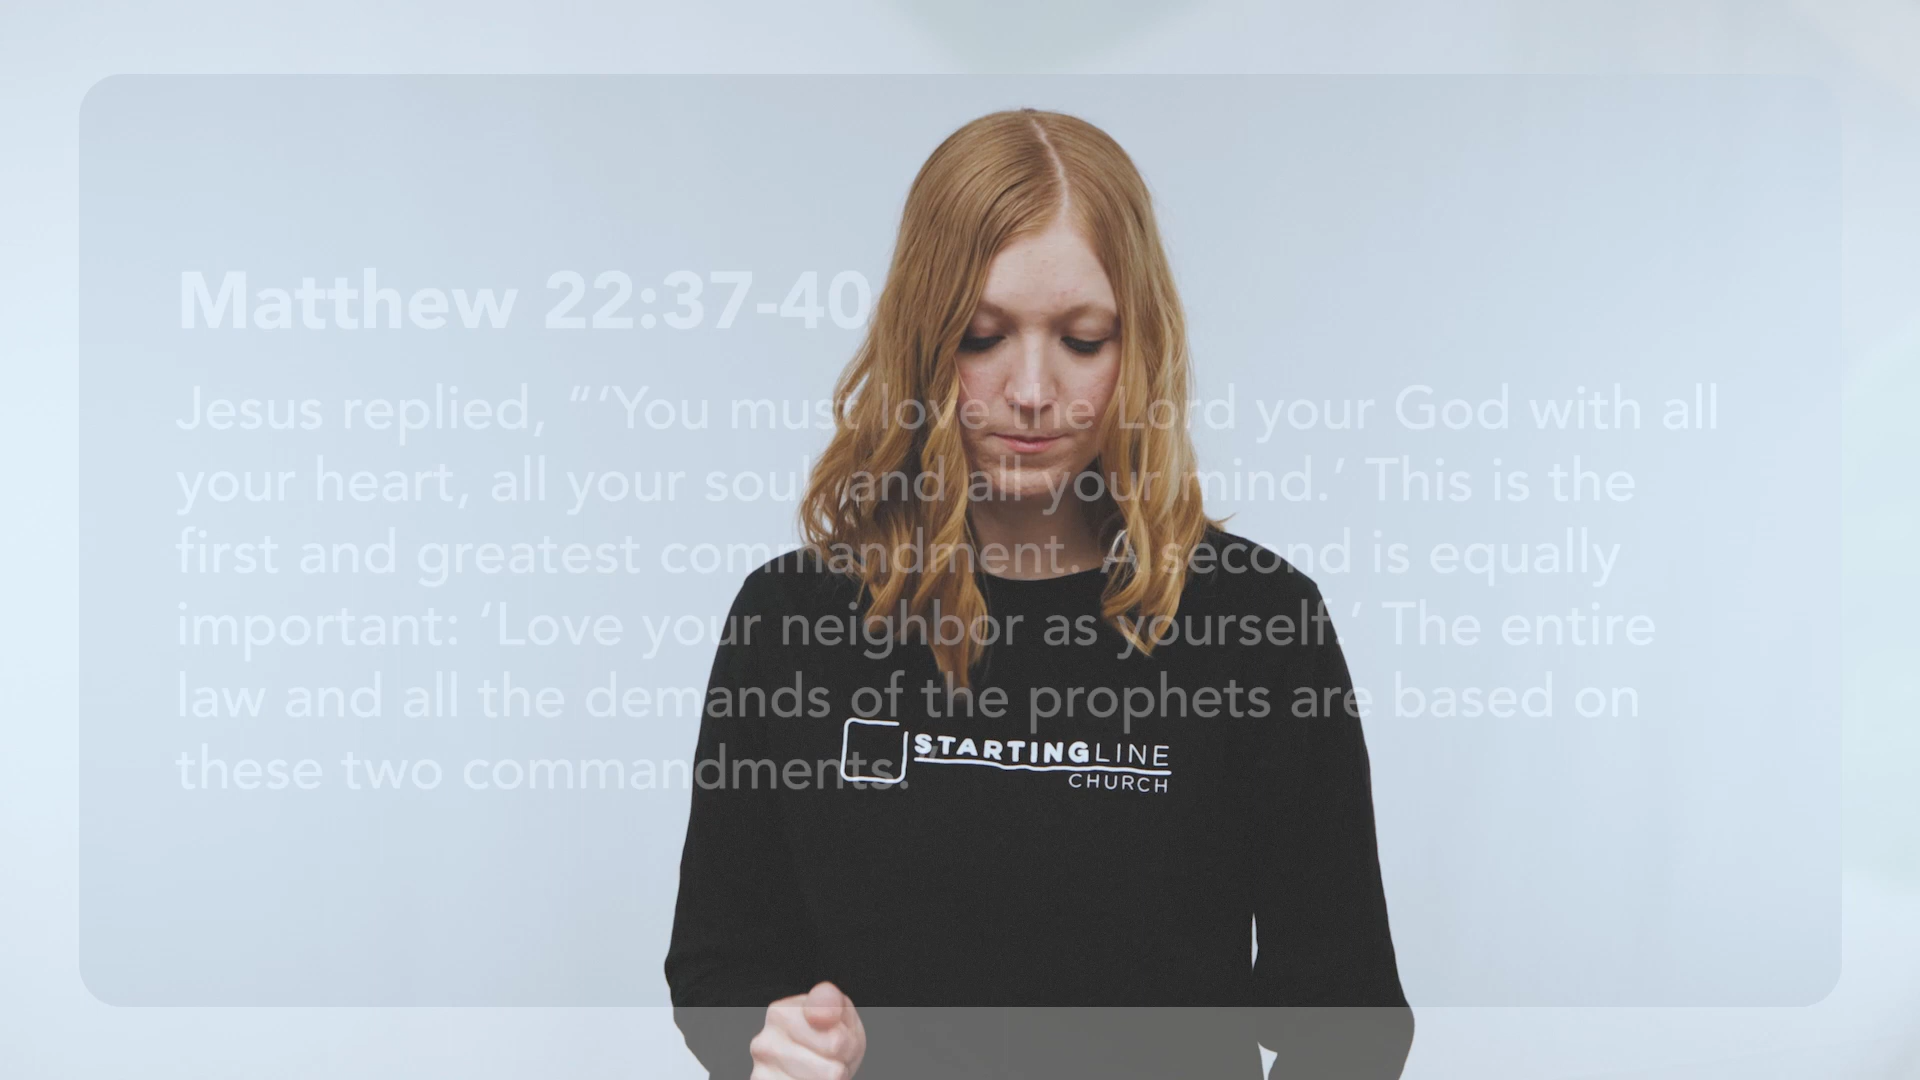 Matthew 22:37-40
Jesus replied, “‘You must love the Lord your God with all
your heart, all your soul, and all your mind.’ This is the
first and greatest commandment. A second is equally
important: ‘Love your neighbor as yourself.’ The entire
law and all the demands of the prophets are based on
these two commandments.”
STARTINGLINE
CHURCH